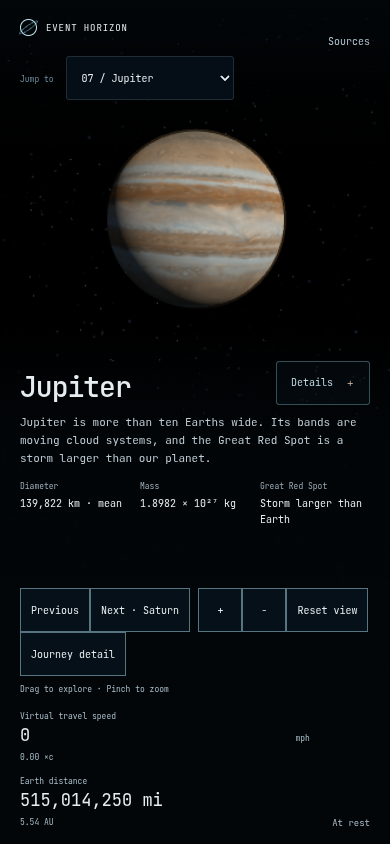 EVENT HORIZON
Sources
Jump to
07 / Jupiter
Jupiter
Details +
Jupiter is more than ten Earths wide. Its bands are
moving cloud systems, and the Great Red Spot is a
storm larger than our planet.
Diameter Mass Great Red Spot
139,822 km · mean 1.8982 × 10²⁷ kg Storm larger than
Earth
Previous Next · Saturn + - Reset view
Journey detail
Drag to explore · Pinch to zoom
Virtual travel speed
0 mph
0.00 ×c
Earth distance
515,014,250 mi
5.54 AU At rest